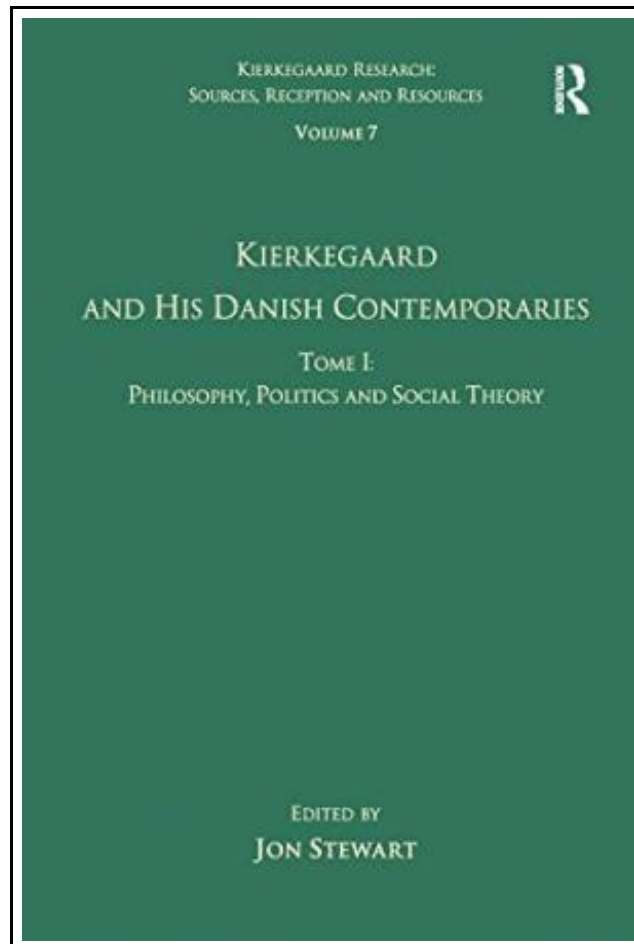 KIERKEGAARD RESEARCH:
SOURCES, RECEPTION AND RESOURCES
VOLUME 7
ROUTLEDGE
KIERKEGAARD
AND HIS DANISH CONTEMPORARIES
TOME I:
PHILOSOPHY, POLITICS AND SOCIAL THEORY
EDITED BY
JON STEWART